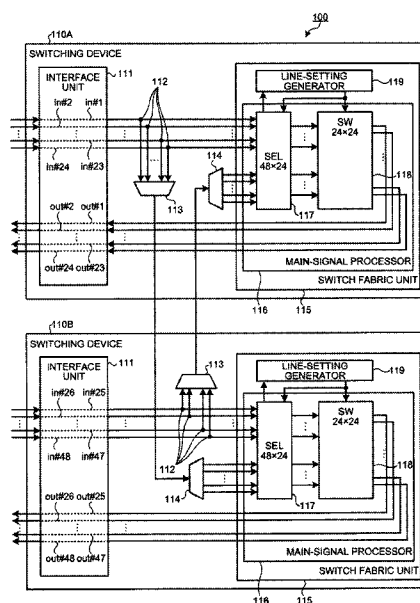 100
110A
SWITCHING DEVICE
INTERFACE UNIT
111
112
in#2 in#1
in#24 in#23
out#2 out#1
out#24 out#23
113
114
LINE-SETTING GENERATOR
119
SEL 48×24
117
SW 24×24
118
MAIN-SIGNAL PROCESSOR
116
SWITCH FABRIC UNIT
115
110B
SWITCHING DEVICE
INTERFACE UNIT
111
113
in#26 in#25
in#48 in#47
112
114
out#26 out#25
out#48 out#47
LINE-SETTING GENERATOR
119
SEL 48×24
117
SW 24×24
118
MAIN-SIGNAL PROCESSOR
SWITCH FABRIC UNIT
116
115